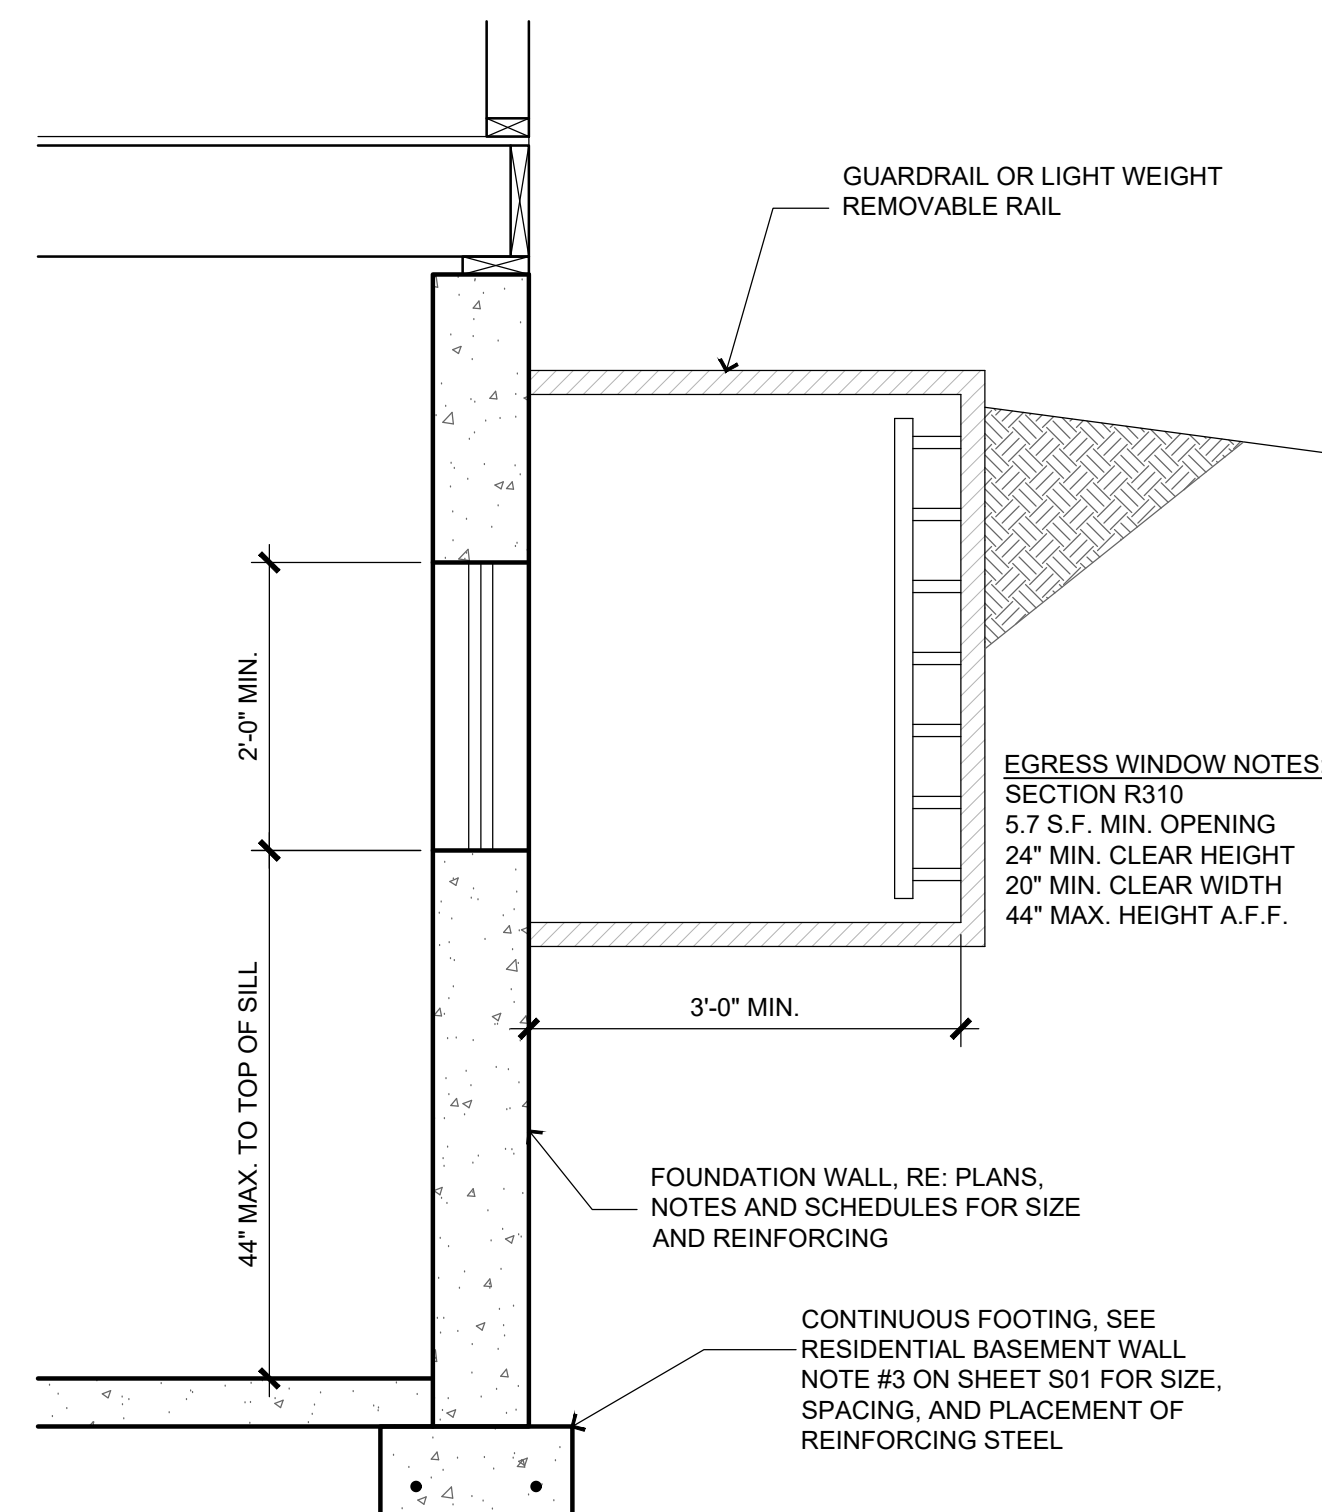 GUARDRAIL OR LIGHT WEIGHT
REMOVABLE RAIL
2'-0" MIN.
EGRESS WINDOW NOTES:
SECTION R310
5.7 S.F. MIN. OPENING
24" MIN. CLEAR HEIGHT
20" MIN. CLEAR WIDTH
44" MAX. HEIGHT A.F.F.
44" MAX. TO TOP OF SILL
3'-0" MIN.
FOUNDATION WALL, RE: PLANS,
NOTES AND SCHEDULES FOR SIZE
AND REINFORCING
CONTINUOUS FOOTING, SEE
RESIDENTIAL BASEMENT WALL
NOTE #3 ON SHEET S01 FOR SIZE,
SPACING, AND PLACEMENT OF
REINFORCING STEEL